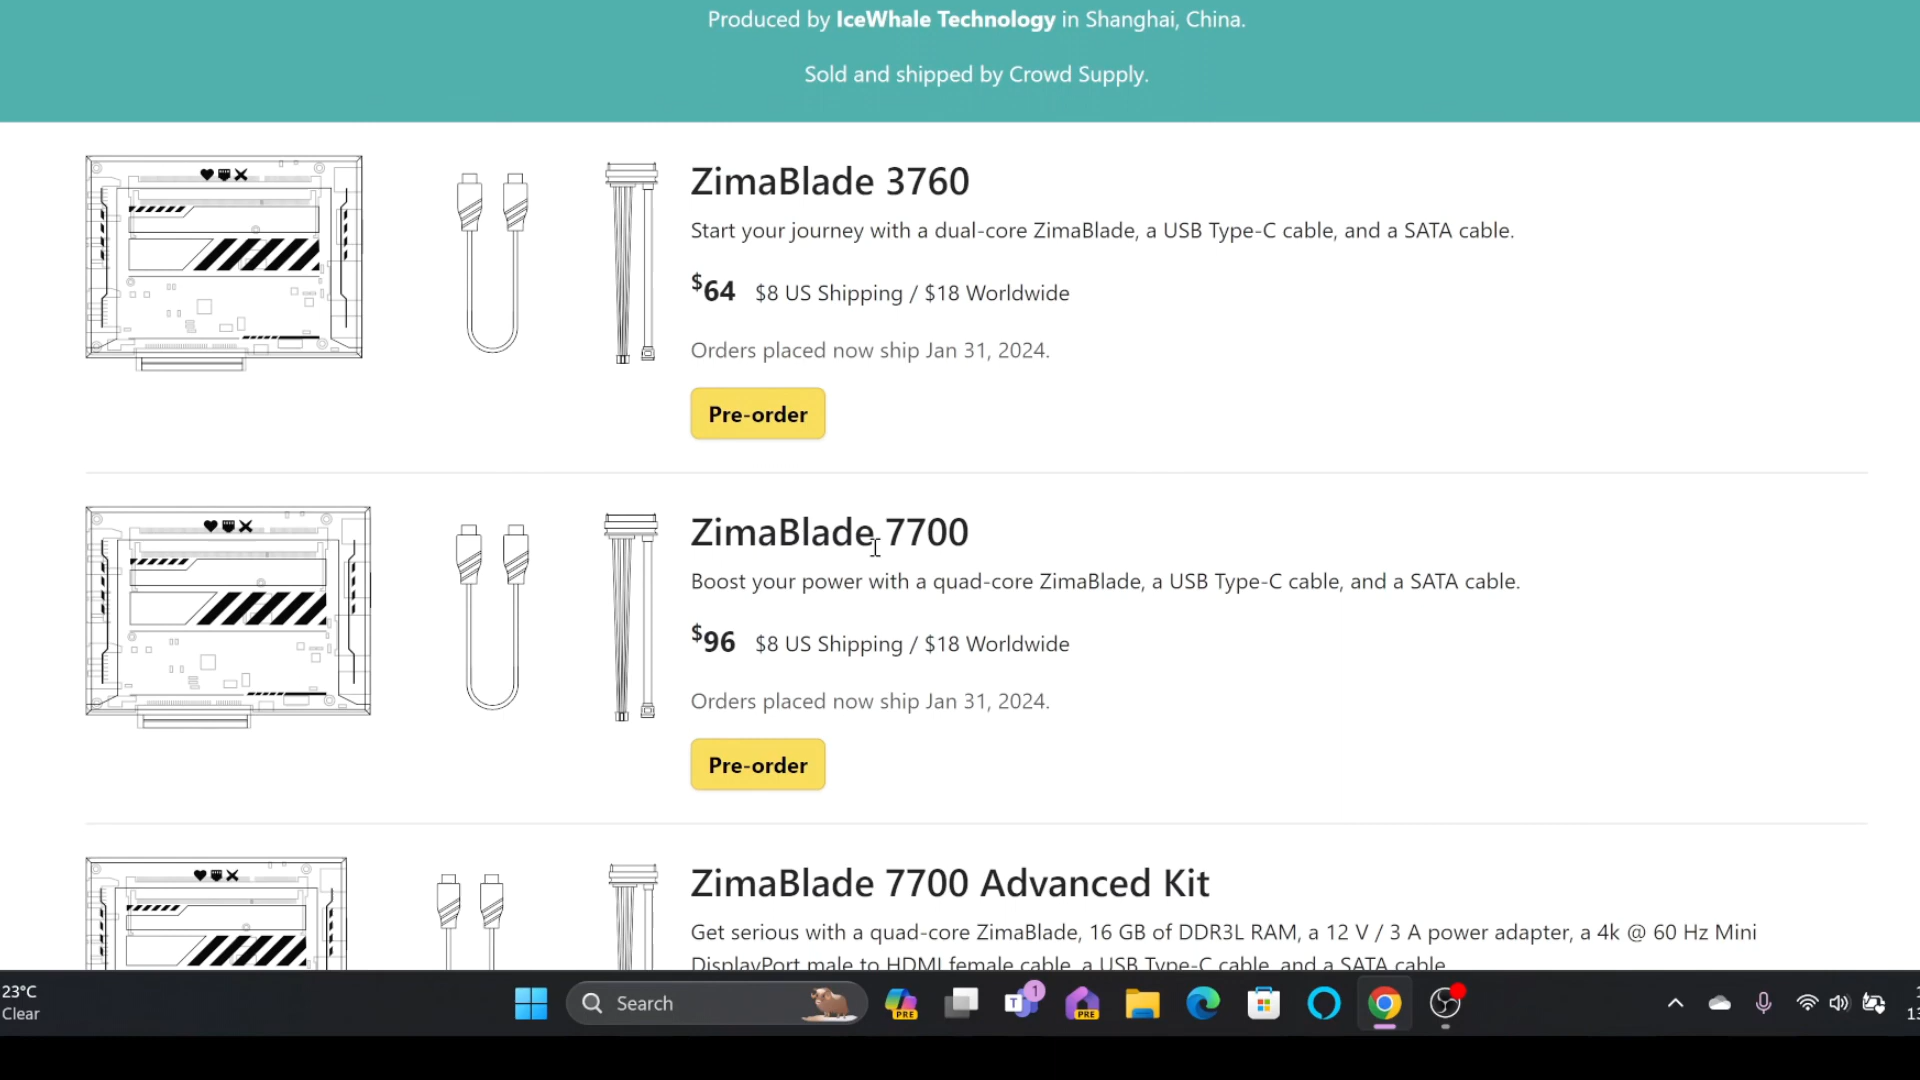 Produced by IceWhale Technology in Shanghai, China.
Sold and shipped by Crowd Supply.
ZimaBlade 3760
Start your journey with a dual-core ZimaBlade, a USB Type-C cable, and a SATA cable.
$64 $8 US Shipping / $18 Worldwide
Orders placed now ship Jan 31, 2024.
Pre-order
ZimaBlade 7700
Boost your power with a quad-core ZimaBlade, a USB Type-C cable, and a SATA cable.
$96 $8 US Shipping / $18 Worldwide
Orders placed now ship Jan 31, 2024.
Pre-order
ZimaBlade 7700 Advanced Kit
Get serious with a quad-core ZimaBlade, 16 GB of DDR3L RAM, a 12 V / 3 A power adapter, a 4k @ 60 Hz Mini
DisplayPort male to HDMI female cable, a USB Type-C cable, and a SATA cable
23°C
Clear
Search
PRE
T
1
PRE